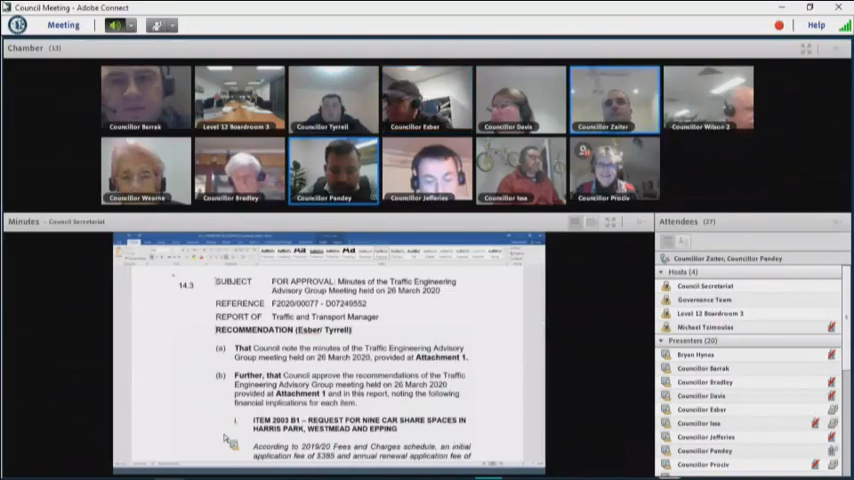 Council Meeting - Adobe Connect
Meeting
Help
Chamber (13)
Councillor Barrak
Level 12 Boardroom 3
Councillor Tyrrell
Councillor Esber
Councillor Davis
Councillor Zaiter
Councillor Wilson 2
Councillor Wearne
Councillor Bradley
Councillor Pandey
Councillor Jefferies
Councillor Issa
Councillor Prociv
Minutes - Council Secretariat
Attendees (27)
Councillor Zaiter, Councillor Pandey
Hosts (4)
Council Secretariat
Governance Team
Level 12 Boardroom 3
Michael Tzimoulas
Presenters (20)
Bryan Hynes
Councillor Barrak
Councillor Bradley
Councillor Davis
Councillor Esber
Councillor Issa
Councillor Jefferies
Councillor Pandey
Councillor Prociv
14.3 SUBJECT FOR APPROVAL: Minutes of the Traffic Engineering
Advisory Group Meeting held on 26 March 2020
REFERENCE F2020/00077 - D07249552
REPORT OF Traffic and Transport Manager
RECOMMENDATION (Esber/ Tyrrell)
(a) That Council note the minutes of the Traffic Engineering Advisory
Group meeting held on 26 March 2020, provided at Attachment 1.
(b) Further, that Council approve the recommendations of the Traffic
Engineering Advisory Group meeting held on 26 March 2020
provided at Attachment 1 and in this report, noting the following
financial implications for each item.
i. ITEM 2003 B1 – REQUEST FOR NINE CAR SHARE SPACES IN
HARRIS PARK, WESTMEAD AND EPPING
According to 2019/20 Fees and Charges schedule, an initial
application fee of $385 and annual renewal application fee of